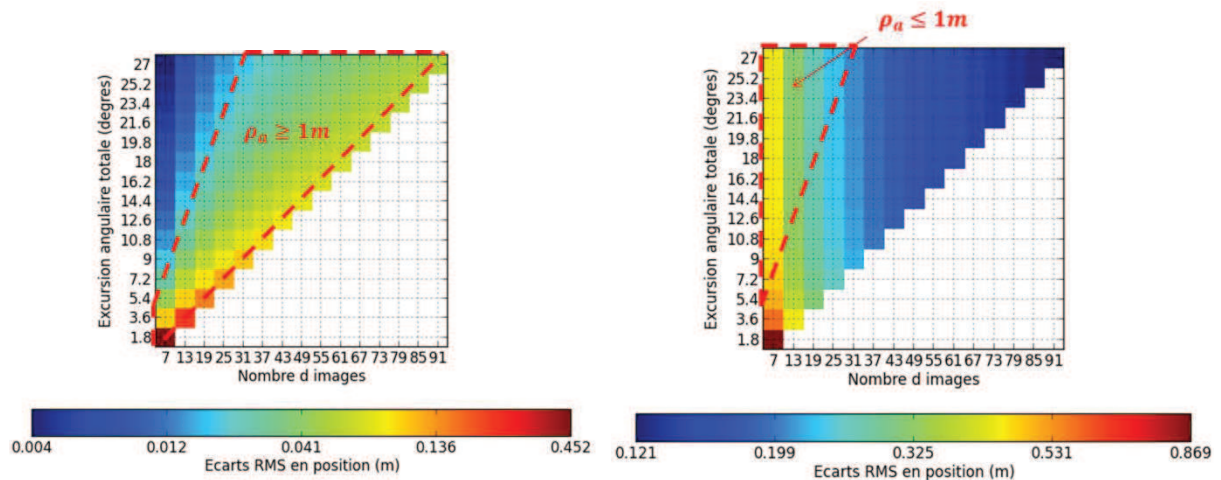 ρₐ ≤ 1m
ρₐ ≥ 1m
Excursion angulaire totale (degres)
27
25.2
23.4
21.6
19.8
18
16.2
14.4
12.6
10.8
9
7.2
5.4
3.6
1.8
7 13 19 25 31 37 43 49 55 61 67 73 79 85 91
Nombre d images
0.004 0.012 0.041 0.136 0.452
Ecarts RMS en position (m)
Excursion angulaire totale (degres)
27
25.2
23.4
21.6
19.8
18
16.2
14.4
12.6
10.8
9
7.2
5.4
3.6
1.8
7 13 19 25 31 37 43 49 55 61 67 73 79 85 91
Nombre d images
0.121 0.199 0.325 0.531 0.869
Ecarts RMS en position (m)